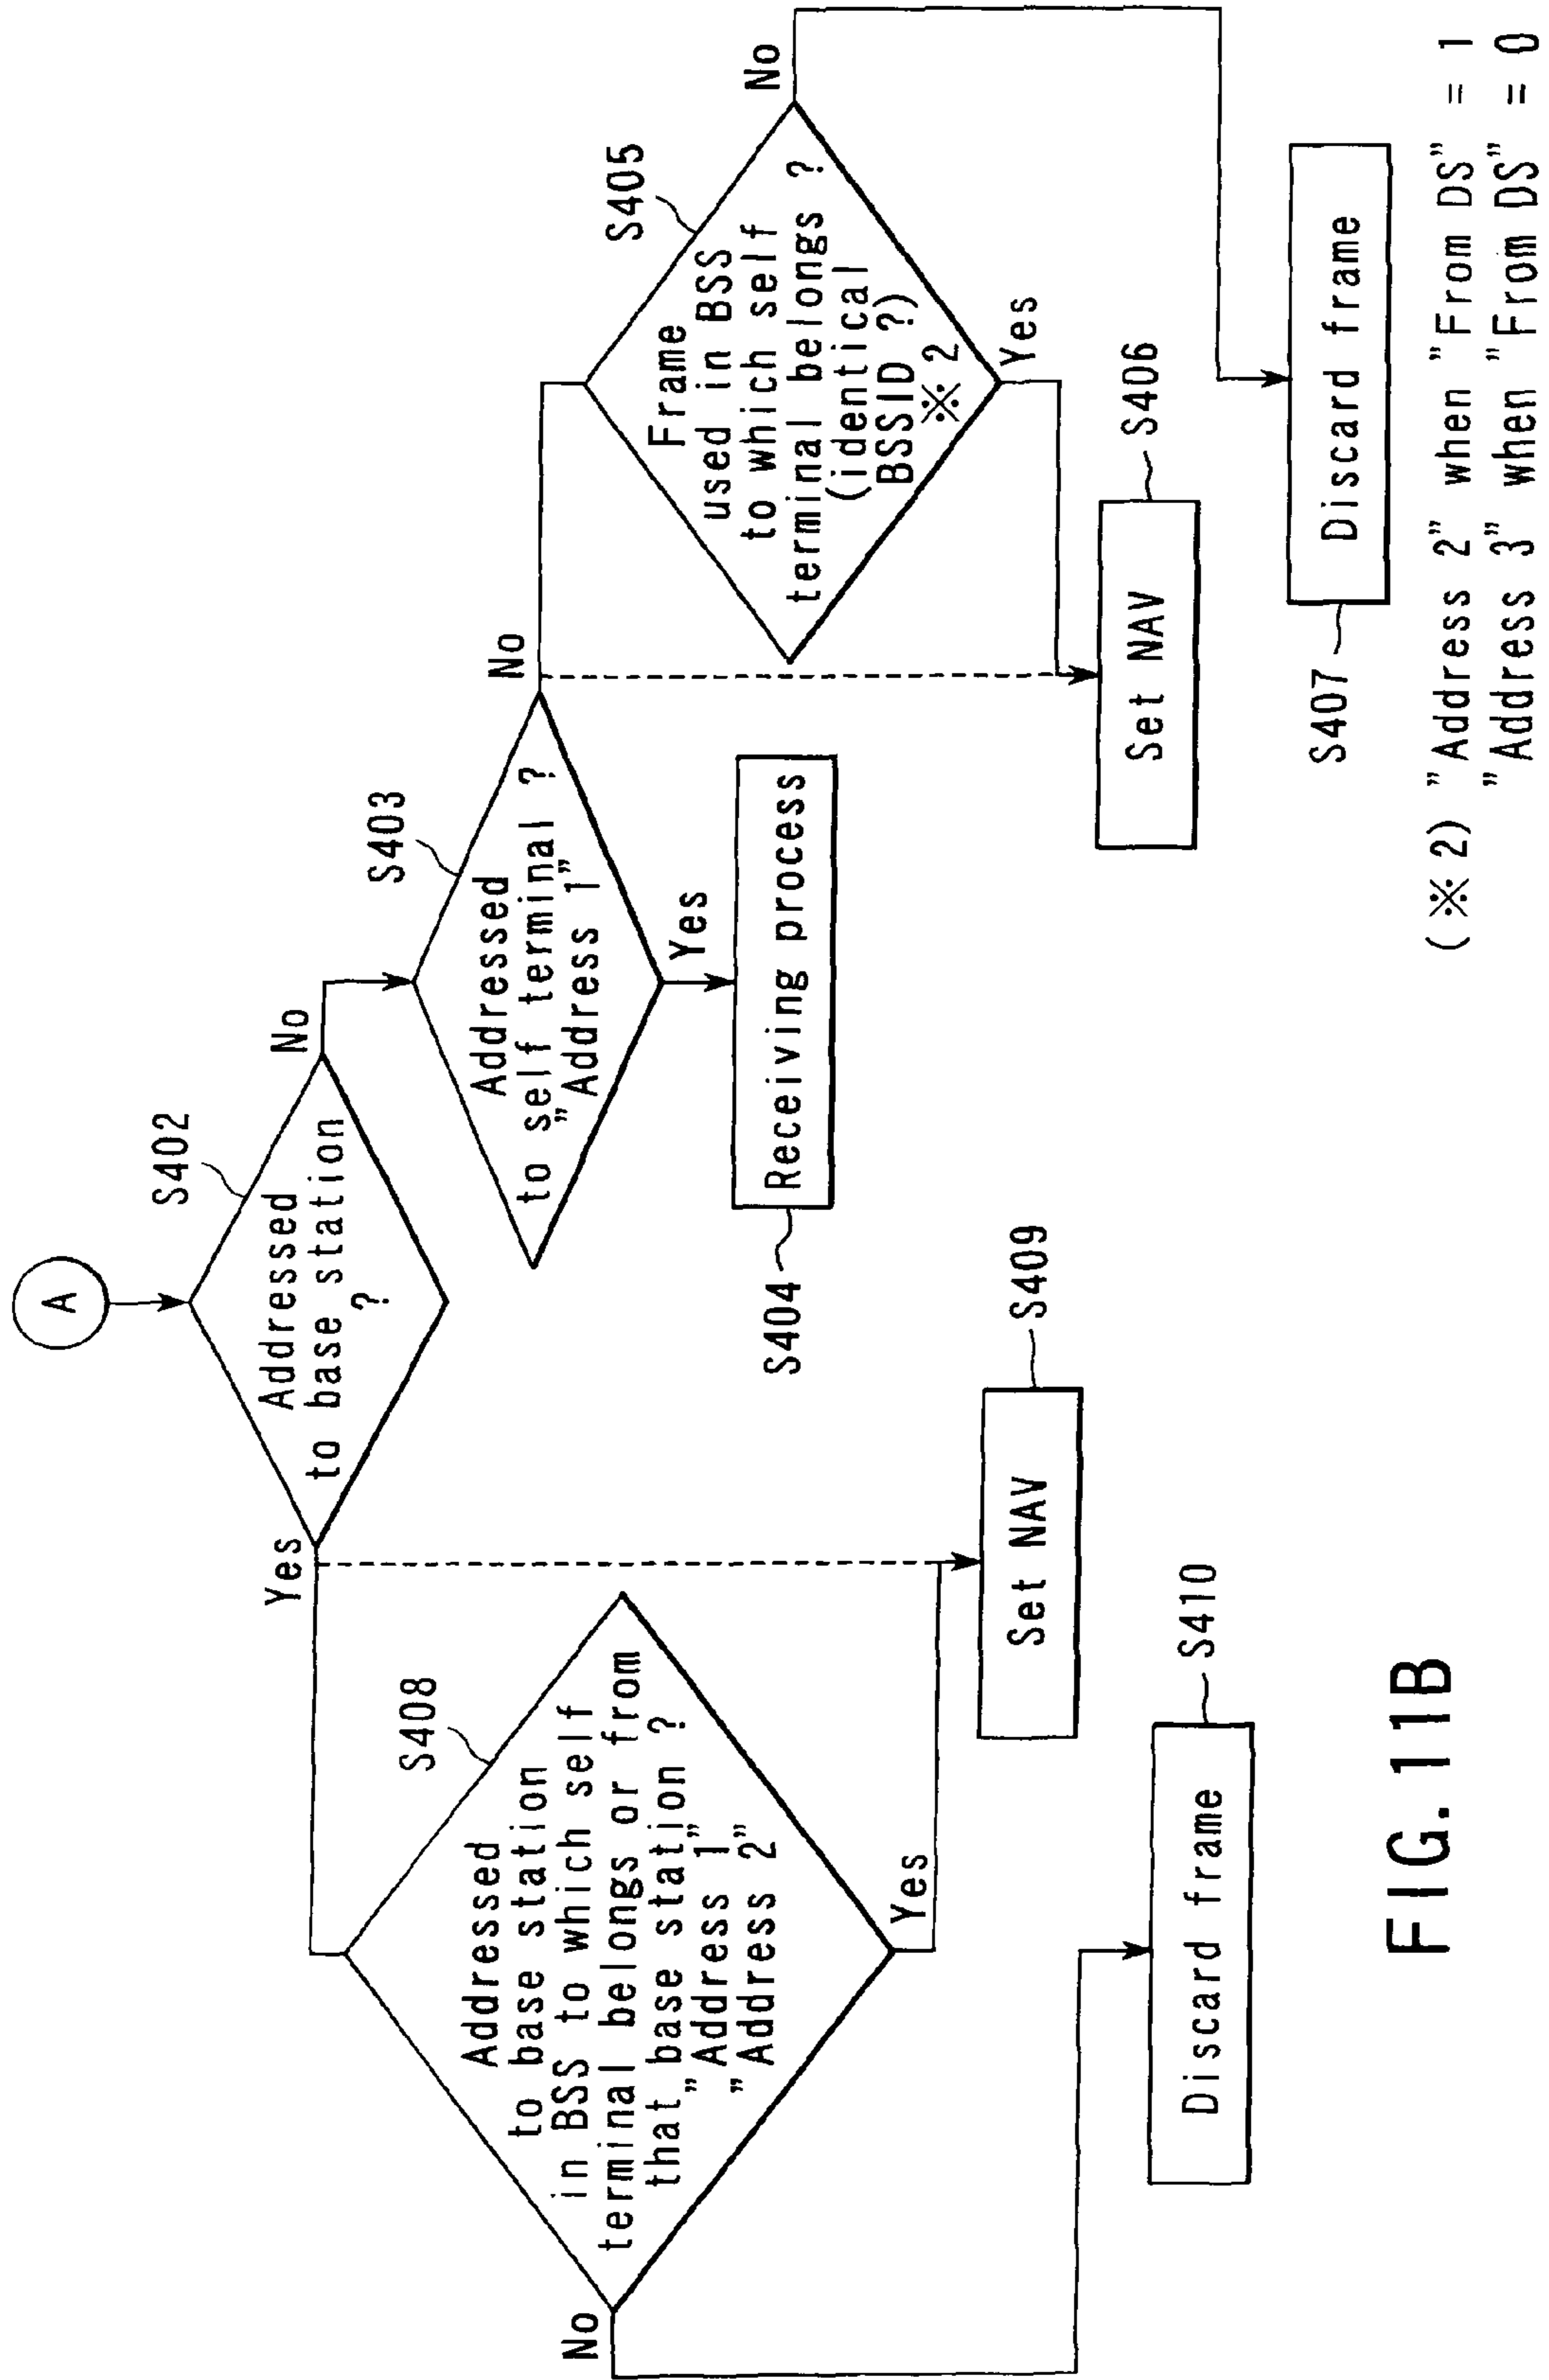 A
S402
Addressed
to base station
?
Yes
No
S408
Addressed
to base station
in BSS to which self
terminal belongs or from
that base station ?
"Address 1"
"Address 2"
No
Yes
S409
Set NAV
S410
Discard frame
S403
Addressed
to self terminal ?
"Address 1"
Yes
No
S404
Receiving process
S405
Frame
used in BSS
to which self
terminal belongs ?
(identical
BSSID ?)
※ 2
Yes
No
S406
Set NAV
S407
Discard frame
(※ 2) "Address 2" when "From DS" = 1
"Address 3" when "From DS" = 0
FIG. 11B